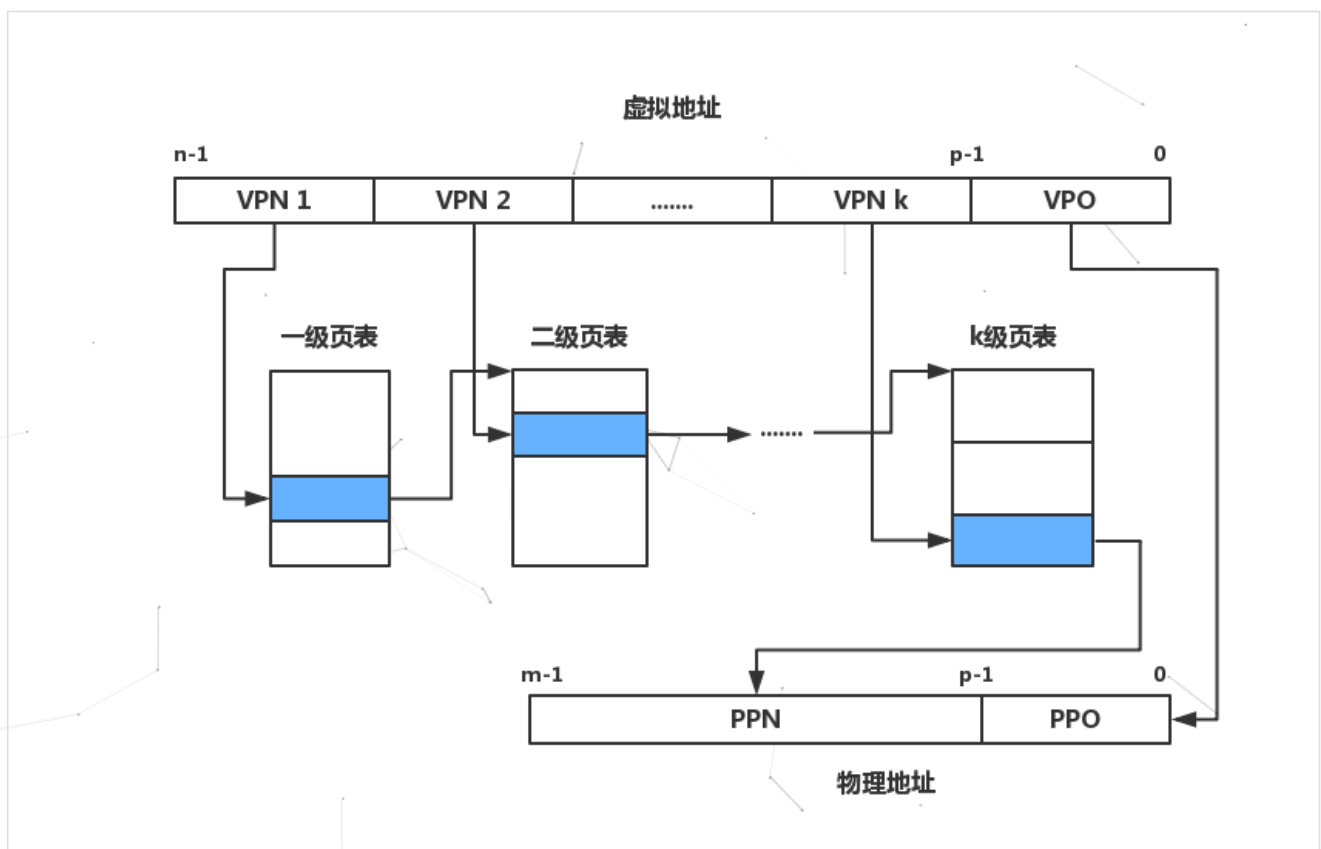 虚拟地址
n-1 p-1 0
VPN 1 VPN 2 ....... VPN k VPO
一级页表 二级页表 k级页表
.......
m-1 p-1 0
PPN PPO
物理地址